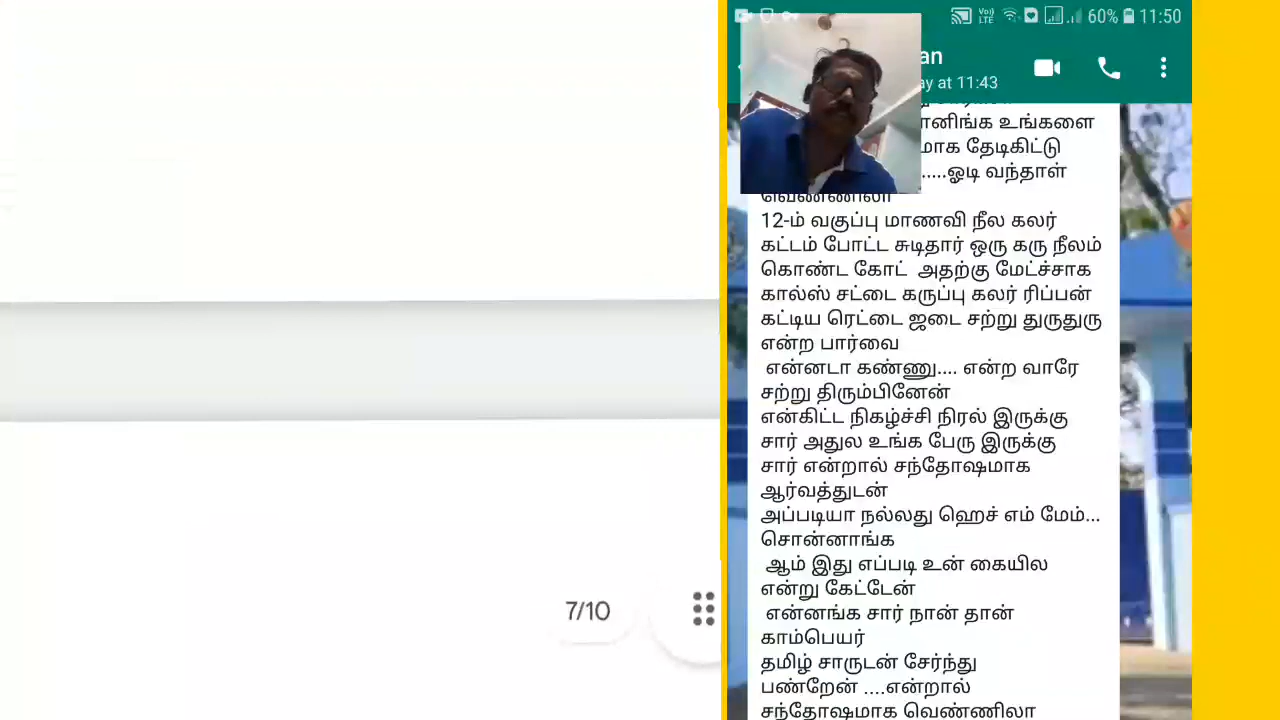 60% 11:50
an
ay at 11:43
னிங்க உங்களை
மாக தேடிகிட்டு
.....ஓடி வந்தாள்
வெண்ணிலா
12-ம் வகுப்பு மாணவி நீல கலர்
கட்டம் போட்ட சுடிதார் ஒரு கரு நீலம்
கொண்ட கோட் அதற்கு மேட்ச்சாக
கால்ஸ் சட்டை கருப்பு கலர் ரிப்பன்
கட்டிய ரெட்டை ஜடை சற்று துருதுரு
என்ற பார்வை
என்னடா கண்ணு.... என்ற வாரே
சற்று திரும்பினேன்
என்கிட்ட நிகழ்ச்சி நிரல் இருக்கு
சார் அதுல உங்க பேரு இருக்கு
சார் என்றால் சந்தோஷமாக
ஆர்வத்துடன்
அப்படியா நல்லது ஹெச் எம் மேம்...
சொன்னாங்க
ஆம் இது எப்படி உன் கையில
என்று கேட்டேன்
என்னங்க சார் நான் தான்
காம்பெயர்
தமிழ் சாருடன் சேர்ந்து
பண்றேன் ....என்றால்
சந்தோஷமாக வெண்ணிலா
7/10